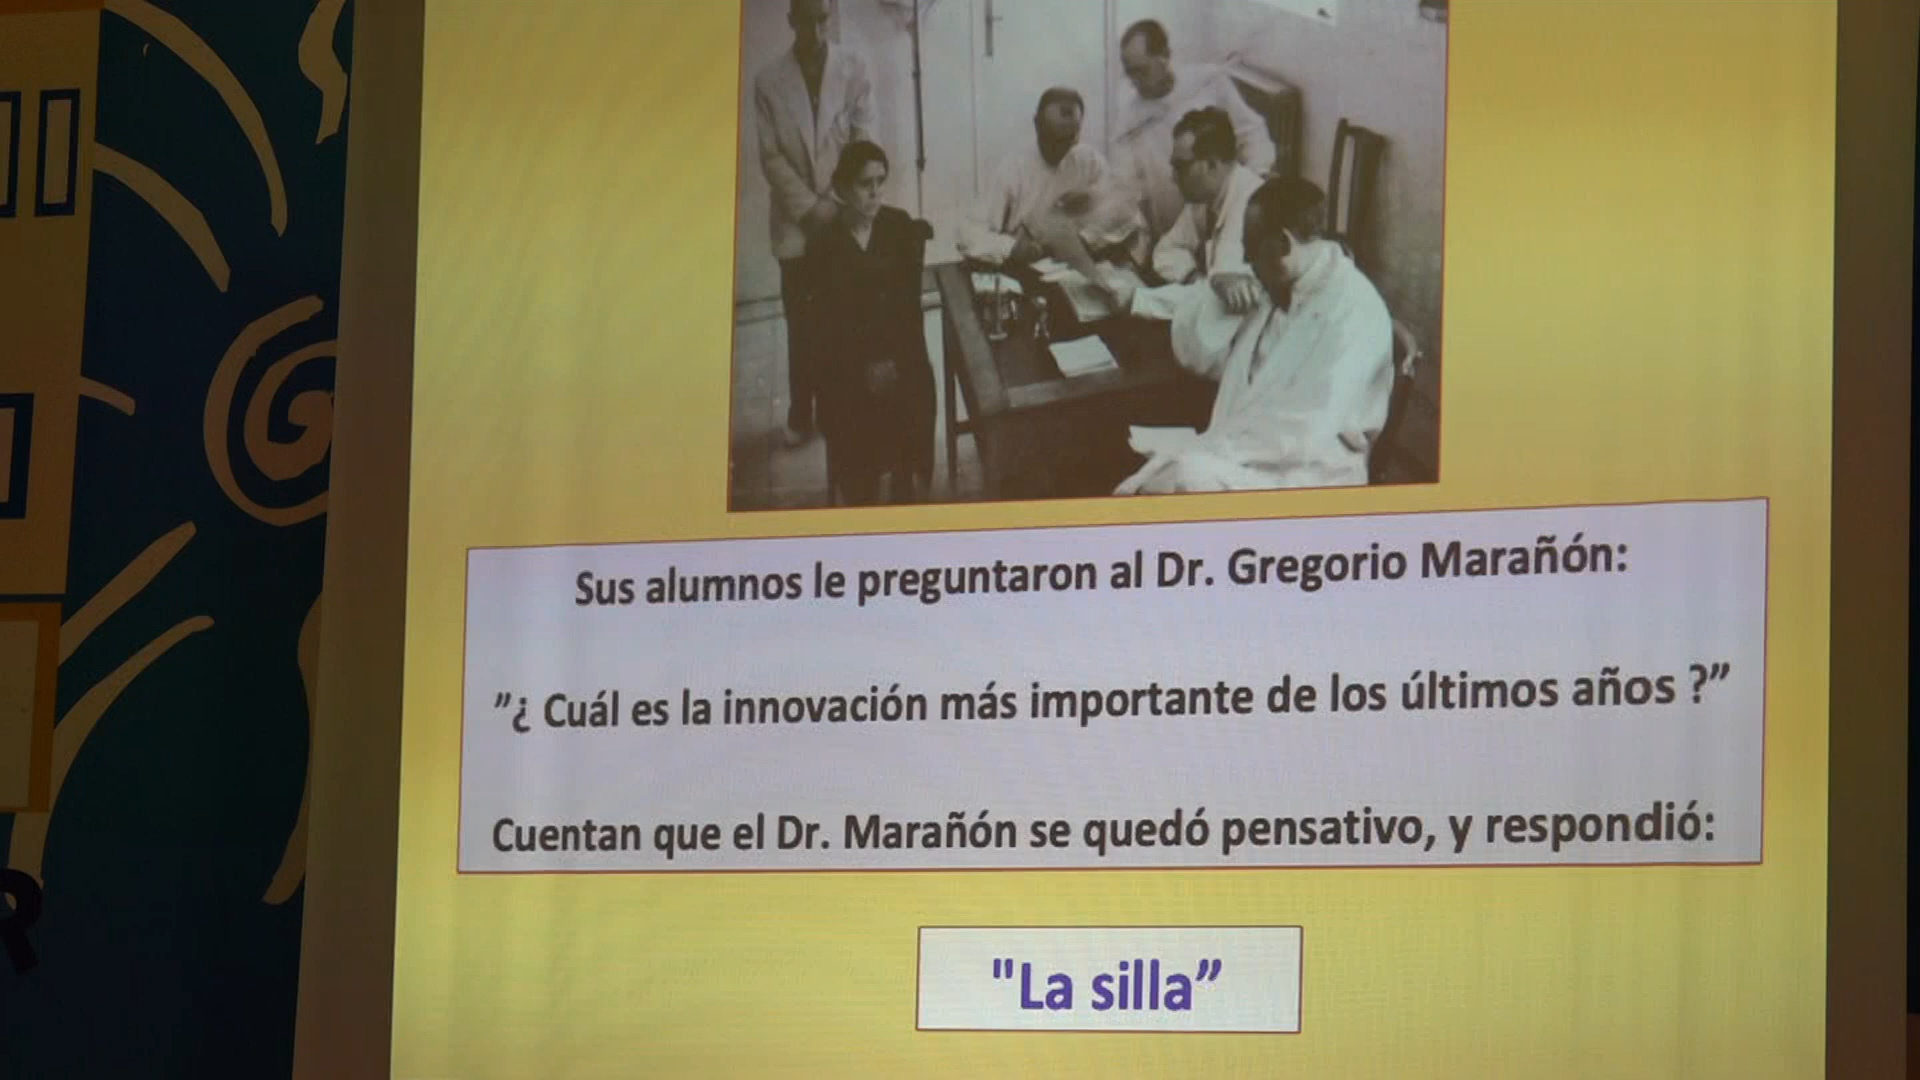 Sus alumnos le preguntaron al Dr. Gregorio Marañón:
”¿ Cuál es la innovación más importante de los últimos años ?”
Cuentan que el Dr. Marañón se quedó pensativo, y respondió:
"La silla”